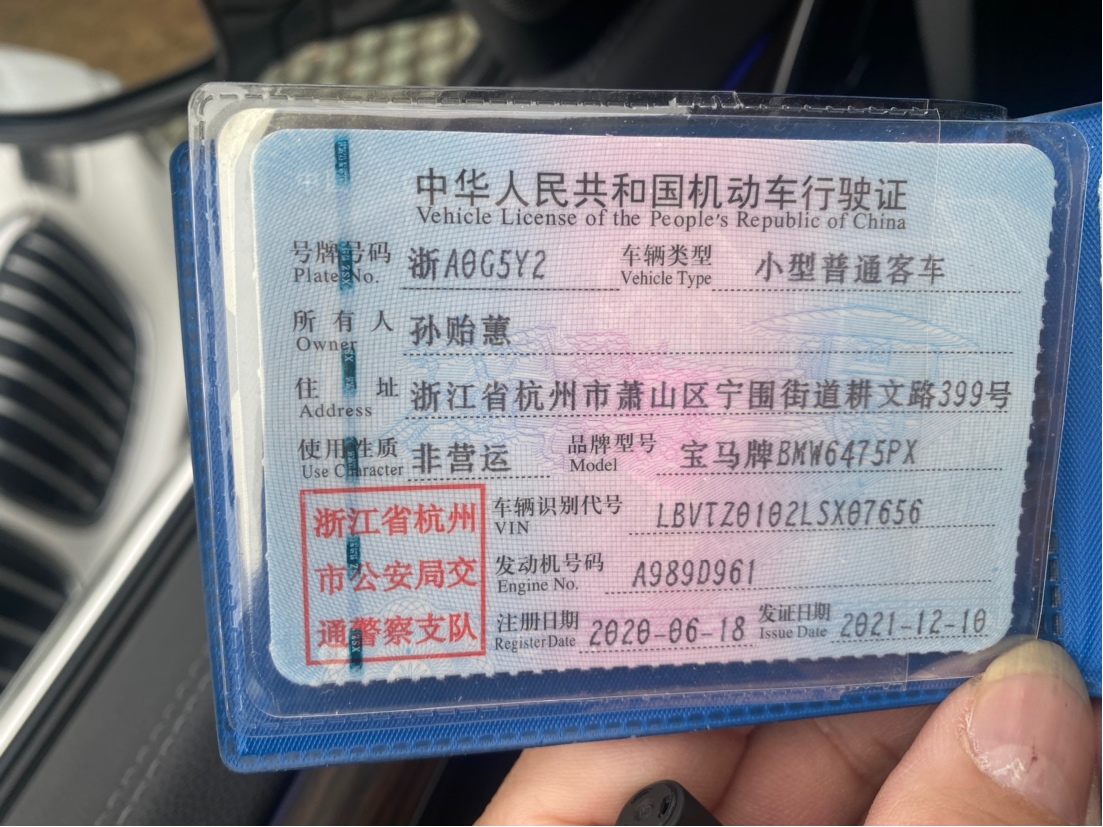 中华人民共和国机动车行驶证
Vehicle License of the People's Republic of China
号牌号码 浙A0G5Y2 车辆类型 小型普通客车
Plate No. Vehicle Type
所有人 孙贻蕙
Owner
住址 浙江省杭州市萧山区宁围街道耕文路399号
Address
使用性质 非营运 品牌型号 宝马牌BMW6475PX
Use Character Model
浙江省杭州市公安局交通警察支队
车辆识别代号 LBVTZ0102LSX07656
VIN
发动机号码 A989D961
Engine No.
注册日期 2020-06-18 发证日期 2021-12-10
Register Date Issue Date